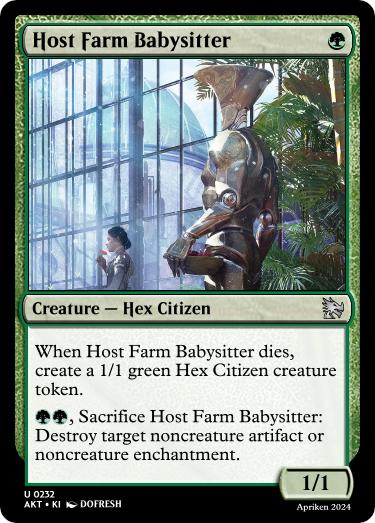 Host Farm Babysitter
Creature — Hex Citizen
When Host Farm Babysitter dies,
create a 1/1 green Hex Citizen creature
token.
, Sacrifice Host Farm Babysitter:
Destroy target noncreature artifact or
noncreature enchantment.
1/1
U 0232
AKT • KI DOFRESH
Apriken 2024